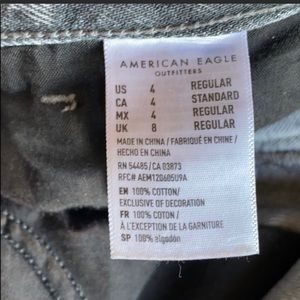 AMERICAN EAGLE
OUTFITTERS
US 4 REGULAR
CA 4 STANDARD
MX 4 REGULAR
UK 8 REGULAR
MADE IN CHINA / FABRIQUÉ EN CHINE /
HECHO EN CHINA
RN 54485 / CA 03873
RFC# AEM120605U9A
EN 100% COTTON/
EXCLUSIVE OF DECORATION
FR 100% COTON /
À L'EXCEPTION DE LA GARNITURE
SP 100% algodón